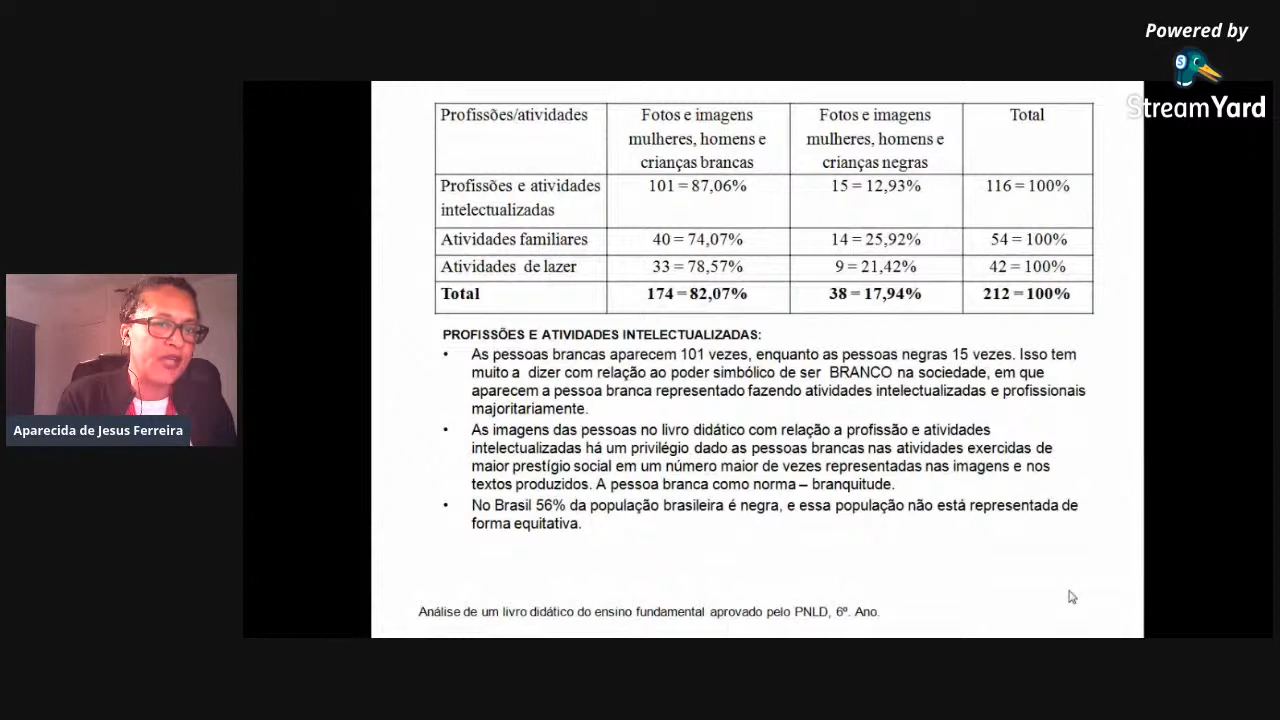 Powered by
StreamYard
Profissões/atividades
Fotos e imagens
mulheres, homens e
crianças brancas
Fotos e imagens
mulheres, homens e
crianças negras
Total
Profissões e atividades
intelectualizadas
101 = 87,06%
15 = 12,93%
116 = 100%
Atividades familiares
40 = 74,07%
14 = 25,92%
54 = 100%
Atividades de lazer
33 = 78,57%
9 = 21,42%
42 = 100%
Total
174 = 82,07%
38 = 17,94%
212 = 100%
PROFISSÕES E ATIVIDADES INTELECTUALIZADAS:
• As pessoas brancas aparecem 101 vezes, enquanto as pessoas negras 15 vezes. Isso tem
muito a dizer com relação ao poder simbólico de ser BRANCO na sociedade, em que
aparecem a pessoa branca representado fazendo atividades intelectualizadas e profissionais
majoritariamente.
• As imagens das pessoas no livro didático com relação a profissão e atividades
intelectualizadas há um privilégio dado as pessoas brancas nas atividades exercidas de
maior prestígio social em um número maior de vezes representadas nas imagens e nos
textos produzidos. A pessoa branca como norma – branquitude.
• No Brasil 56% da população brasileira é negra, e essa população não está representada de
forma equitativa.
Análise de um livro didático do ensino fundamental aprovado pelo PNLD, 6º. Ano.
Aparecida de Jesus Ferreira